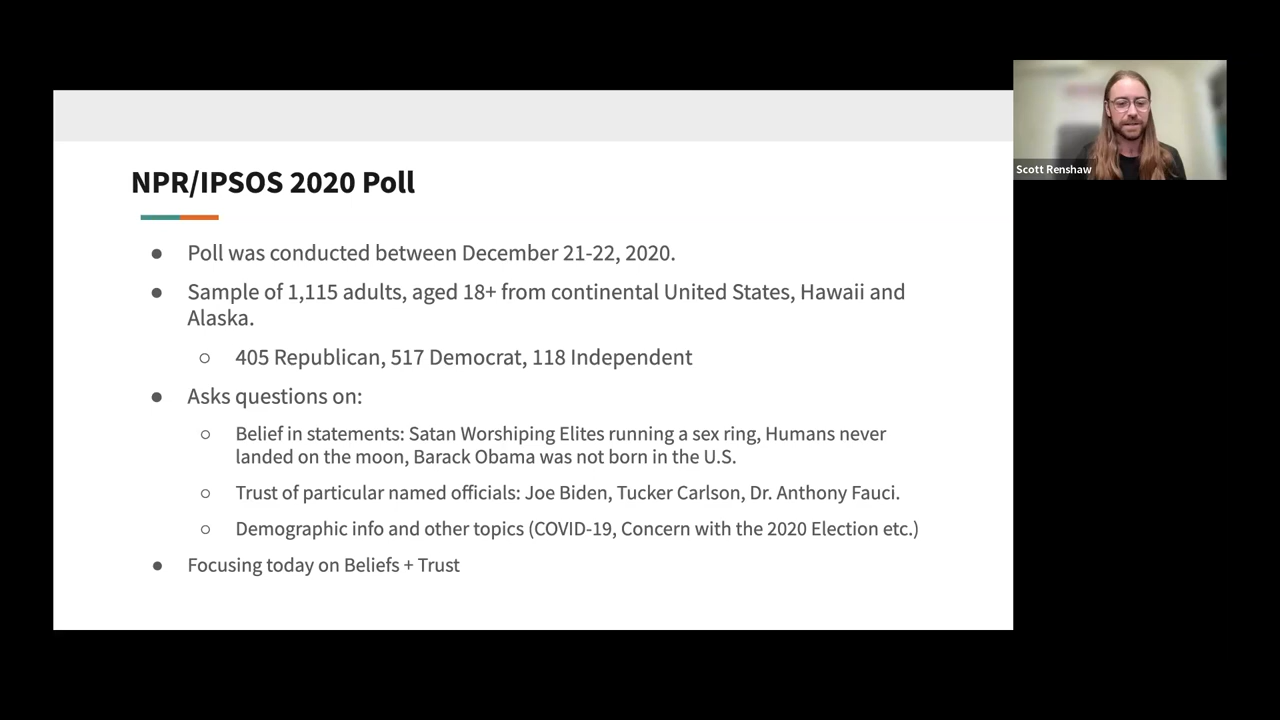 NPR/IPSOS 2020 Poll
● Poll was conducted between December 21-22, 2020.
● Sample of 1,115 adults, aged 18+ from continental United States, Hawaii and
Alaska.
○ 405 Republican, 517 Democrat, 118 Independent
● Asks questions on:
○ Belief in statements: Satan Worshiping Elites running a sex ring, Humans never
landed on the moon, Barack Obama was not born in the U.S.
○ Trust of particular named officials: Joe Biden, Tucker Carlson, Dr. Anthony Fauci.
○ Demographic info and other topics (COVID-19, Concern with the 2020 Election etc.)
● Focusing today on Beliefs + Trust
Scott Renshaw